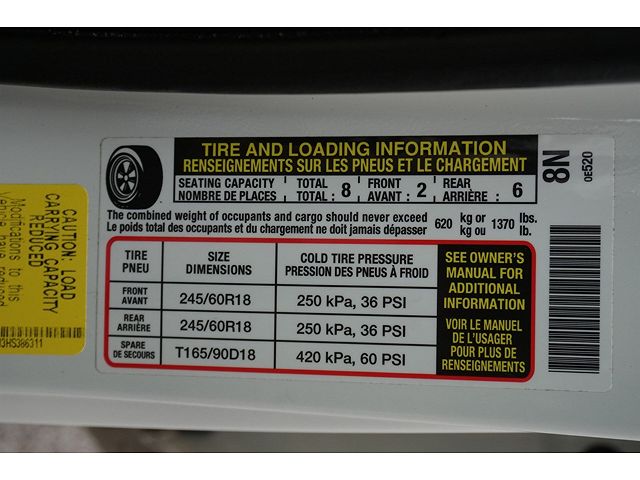 TIRE AND LOADING INFORMATION
RENSEIGNEMENTS SUR LES PNEUS ET LE CHARGEMENT
SEATING CAPACITY
NOMBRE DE PLACES
TOTAL
TOTAL : 8
FRONT
AVANT : 2
REAR
ARRIÈRE : 6
The combined weight of occupants and cargo should never exceed 620 kg or 1370 lbs.
Le poids total des occupants et du chargement ne doit jamais dépasser kg ou lb.
TIRE
PNEU
SIZE
DIMENSIONS
COLD TIRE PRESSURE
PRESSION DES PNEUS À FROID
FRONT
AVANT
245/60R18
250 kPa, 36 PSI
REAR
ARRIÈRE
245/60R18
250 kPa, 36 PSI
SPARE
DE SECOURS
T165/90D18
420 kPa, 60 PSI
SEE OWNER'S
MANUAL FOR
ADDITIONAL
INFORMATION
VOIR LE MANUEL
DE L'USAGER
POUR PLUS DE
RENSEIGNEMENTS
8N
0E520
CAUTION: LOAD
CARRYING CAPACITY
REDUCED
Modifications to this